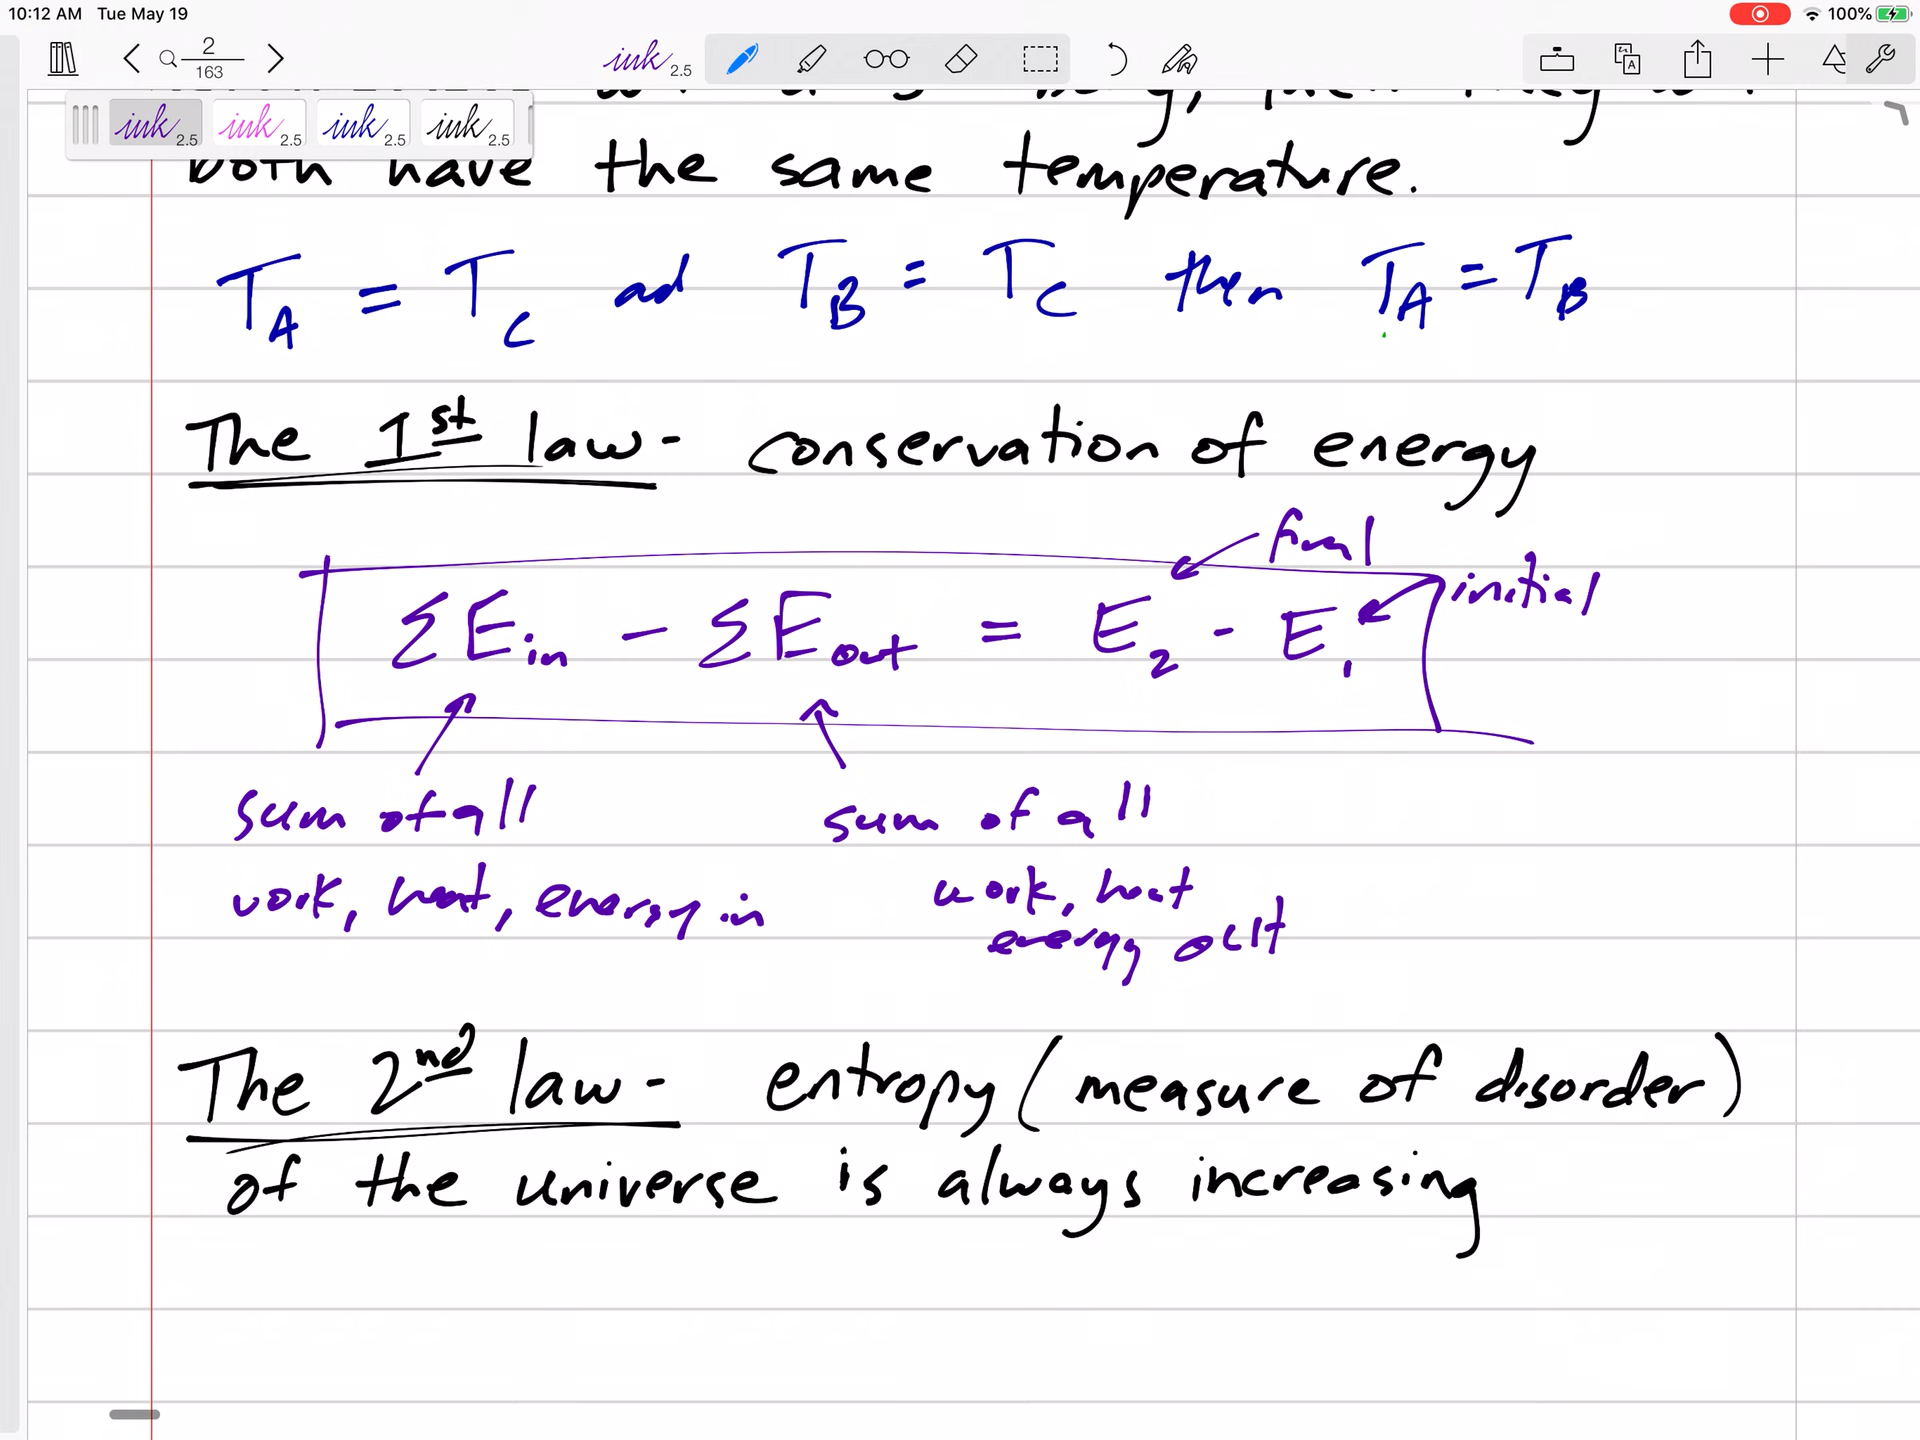 10:12 AM Tue May 19
100%
2
163
ink 2.5
ink 2.5
ink 2.5
ink 2.5
ink 2.5
then they
both have the same temperature.
T_A = T_C ad T_B = T_C then T_A = T_B
The 1st law- conservation of energy
final
initial
ΣE_in - ΣE_out = E_2 - E_1
sum of all
work, heat, energy in
sum of all
work, heat
energy out
The 2nd law- entropy (measure of disorder)
of the universe is always increasing